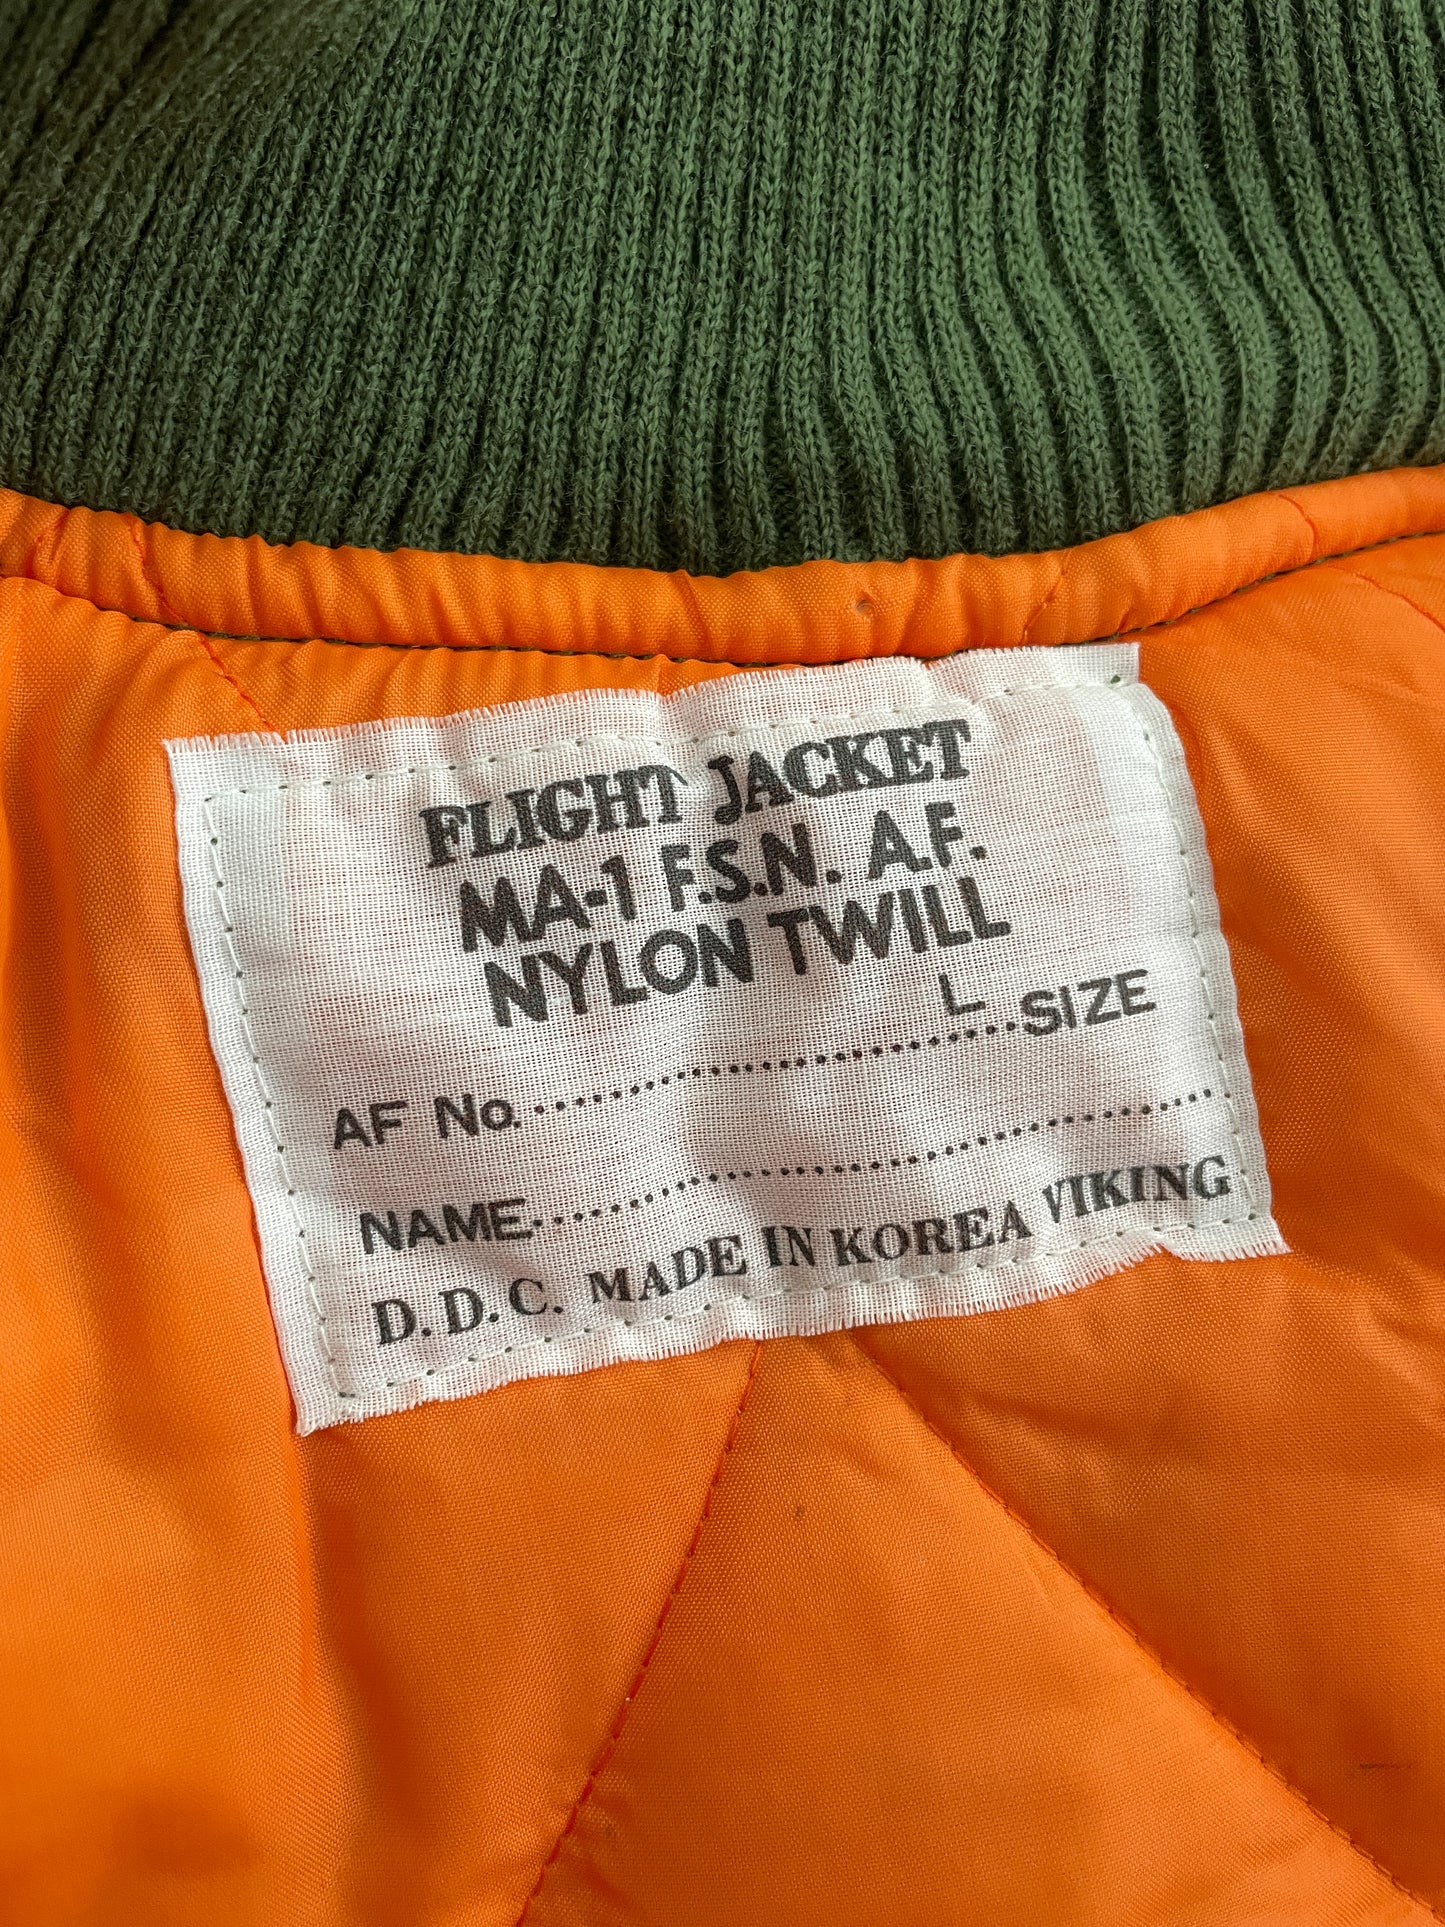 FLIGHT JACKET
MA-1 F.S.N. A.F.
NYLON TWILL
AF No..............................L...SIZE
NAME..................................................
D.D.C. MADE IN KOREA VIKING